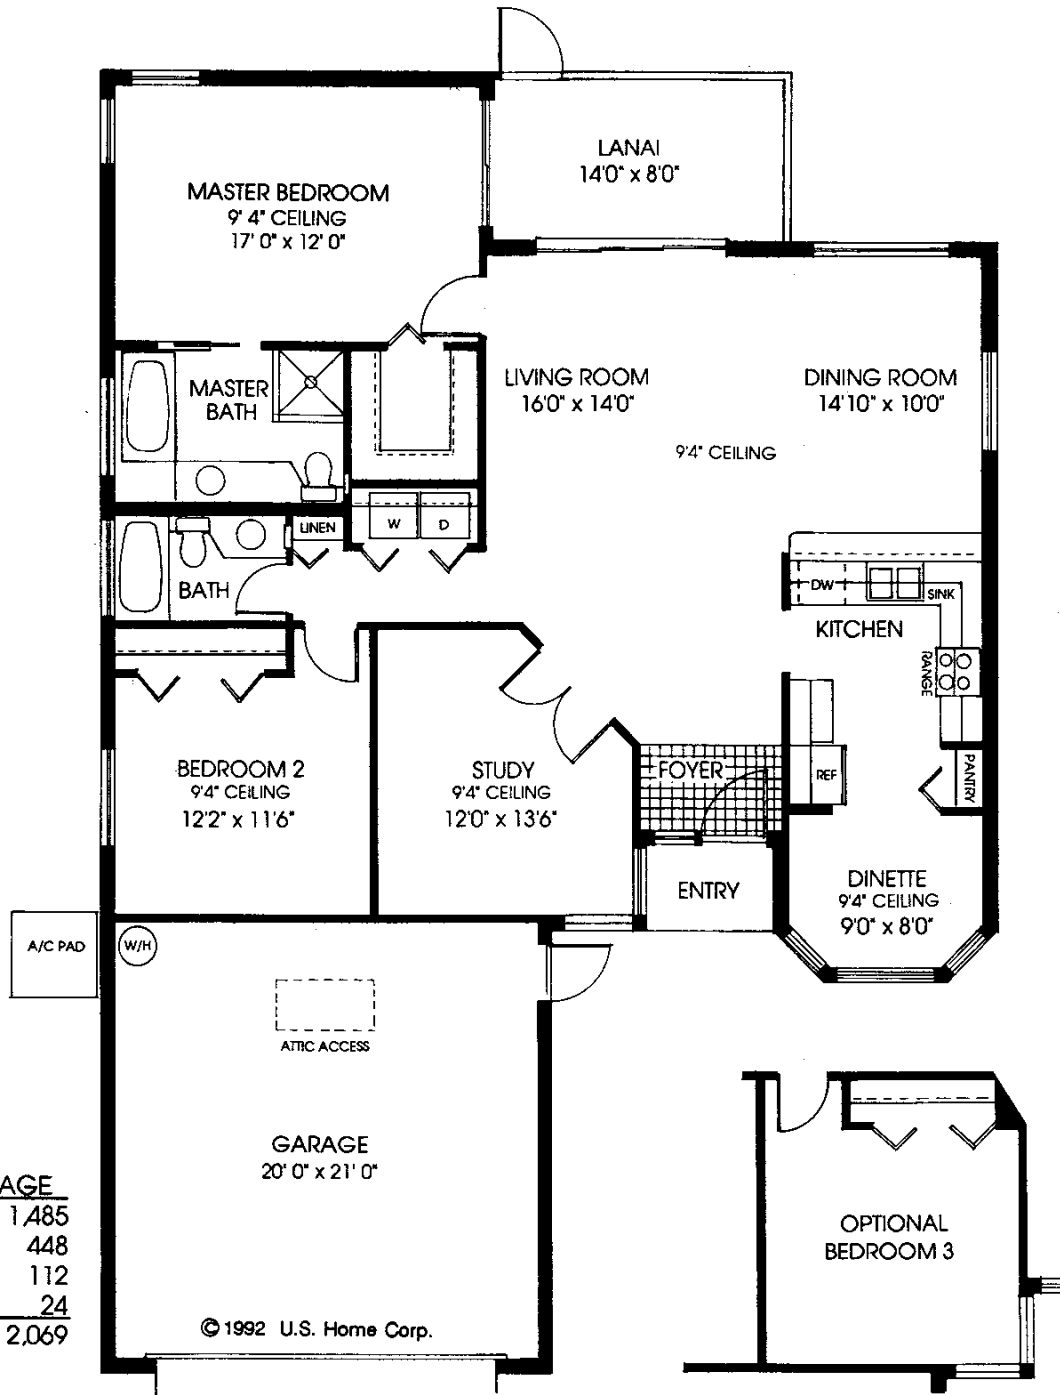 LANAI
14'0" x 8'0"
MASTER BEDROOM
9' 4" CEILING
17' 0" x 12' 0"
MASTER
BATH
LIVING ROOM
16'0" x 14'0"
DINING ROOM
14'10" x 10'0"
9'4" CEILING
LINEN
W
D
BATH
DW
SINK
KITCHEN
RANGE
BEDROOM 2
9'4" CEILING
12'2" x 11'6"
STUDY
9'4" CEILING
12'0" x 13'6"
FOYER
REF
PANTRY
ENTRY
DINETTE
9'4" CEILING
9'0" x 8'0"
A/C PAD
W/H
ATTIC ACCESS
GARAGE
20' 0" x 21' 0"
AGE
1,485
448
112
24
2,069
OPTIONAL
BEDROOM 3
© 1992 U.S. Home Corp.